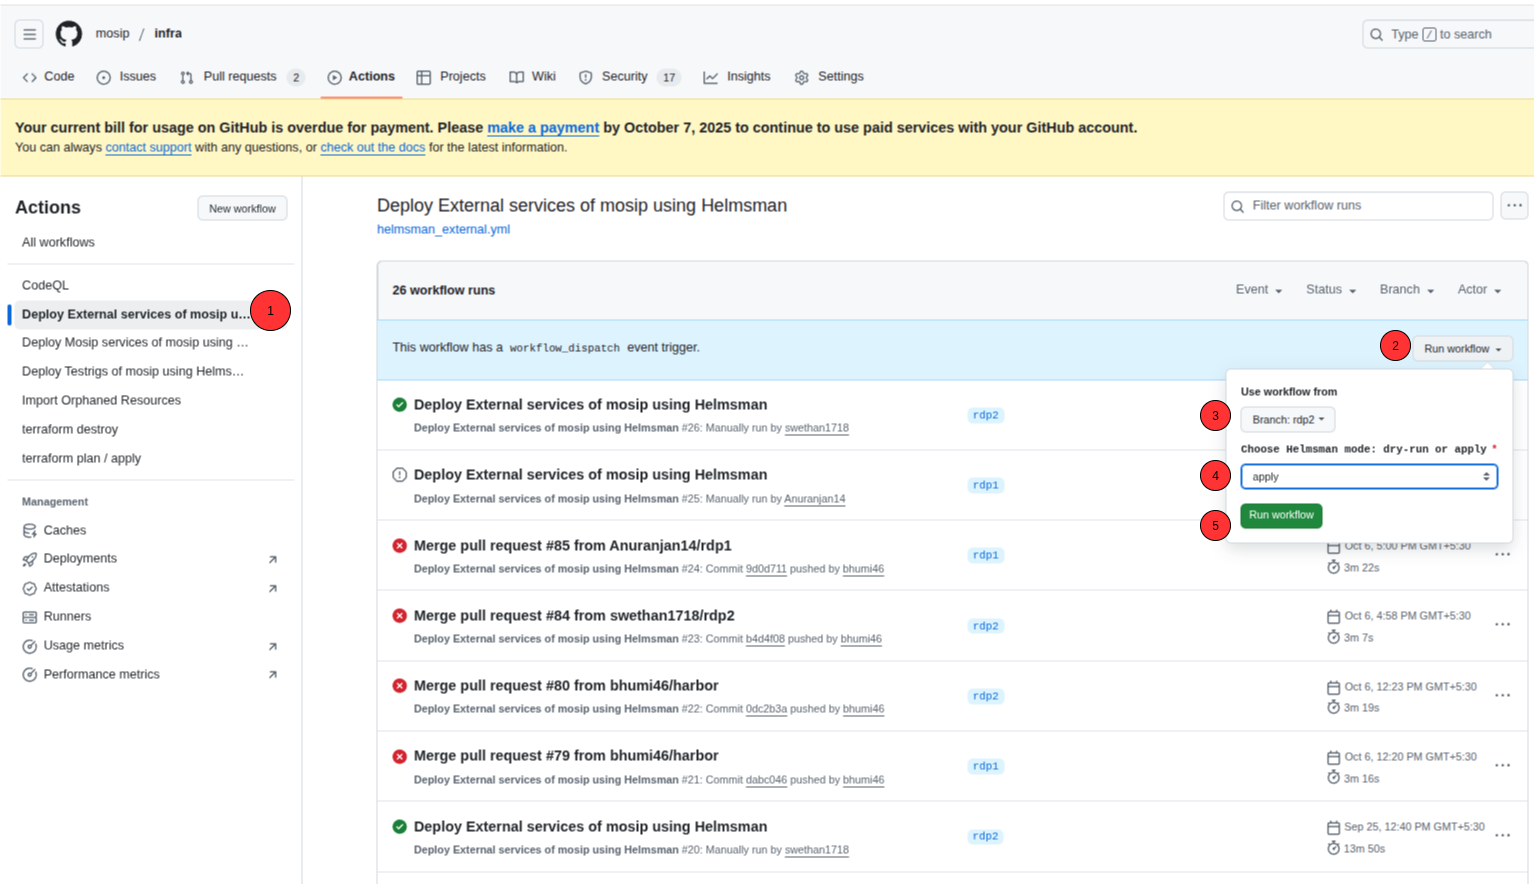 mosip / infra
Type / to search
Code
Issues
Pull requests 2
Actions
Projects
Wiki
Security 17
Insights
Settings
Your current bill for usage on GitHub is overdue for payment. Please make a payment by October 7, 2025 to continue to use paid services with your GitHub account.
You can always contact support with any questions, or check out the docs for the latest information.
Actions
New workflow
All workflows
CodeQL
Deploy External services of mosip u...
1
Deploy Mosip services of mosip using ...
Deploy Testrigs of mosip using Helms...
Import Orphaned Resources
terraform destroy
terraform plan / apply
Management
Caches
Deployments
Attestations
Runners
Usage metrics
Performance metrics
Deploy External services of mosip using Helmsman
helmsman_external.yml
Filter workflow runs
26 workflow runs
Event
Status
Branch
Actor
This workflow has a workflow_dispatch event trigger.
2
Run workflow
Use workflow from
3
Branch: rdp2
Choose Helmsman mode: dry-run or apply *
4
apply
5
Run workflow
Deploy External services of mosip using Helmsman
Deploy External services of mosip using Helmsman #26: Manually run by swethan1718
rdp2
Deploy External services of mosip using Helmsman
Deploy External services of mosip using Helmsman #25: Manually run by Anuranjan14
rdp1
Merge pull request #85 from Anuranjan14/rdp1
Deploy External services of mosip using Helmsman #24: Commit 9d0d711 pushed by bhumi46
rdp1
Oct 6, 5:00 PM GMT+5:30
3m 22s
Merge pull request #84 from swethan1718/rdp2
Deploy External services of mosip using Helmsman #23: Commit b4d4f08 pushed by bhumi46
rdp2
Oct 6, 4:58 PM GMT+5:30
3m 7s
Merge pull request #80 from bhumi46/harbor
Deploy External services of mosip using Helmsman #22: Commit 0dc2b3a pushed by bhumi46
rdp2
Oct 6, 12:23 PM GMT+5:30
3m 19s
Merge pull request #79 from bhumi46/harbor
Deploy External services of mosip using Helmsman #21: Commit dabc046 pushed by bhumi46
rdp1
Oct 6, 12:20 PM GMT+5:30
3m 16s
Deploy External services of mosip using Helmsman
Deploy External services of mosip using Helmsman #20: Manually run by swethan1718
rdp2
Sep 25, 12:40 PM GMT+5:30
13m 50s